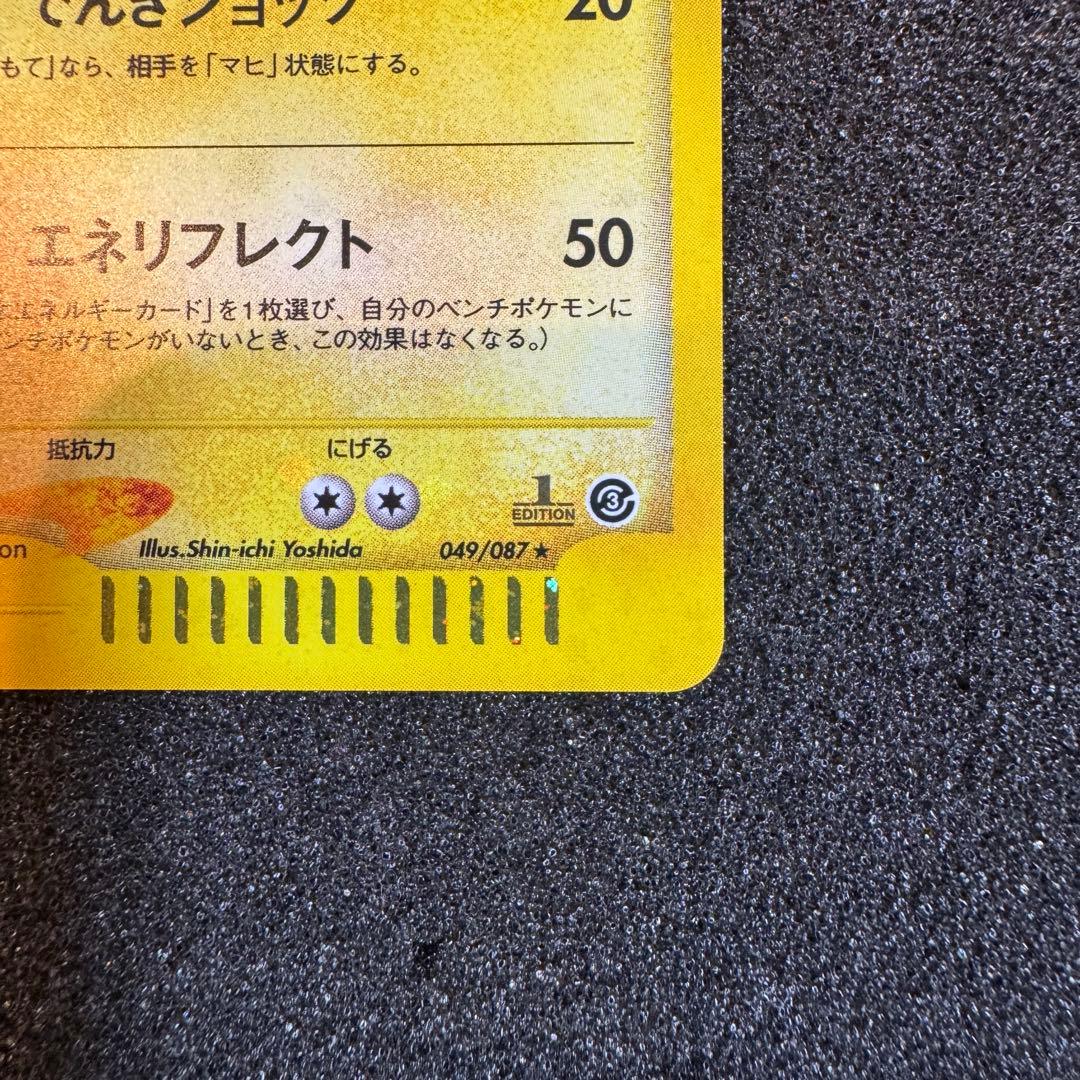 でんきショック 20
もて」なら、相手を「マヒ」状態にする。
エネリフレクト 50
エネルギーカード」を1枚選び、自分のベンチポケモンに
ンチポケモンがいないとき、この効果はなくなる。)
抵抗力 にげる
1
EDITION
3
on Illus.Shin-ichi Yoshida 049/087 ★